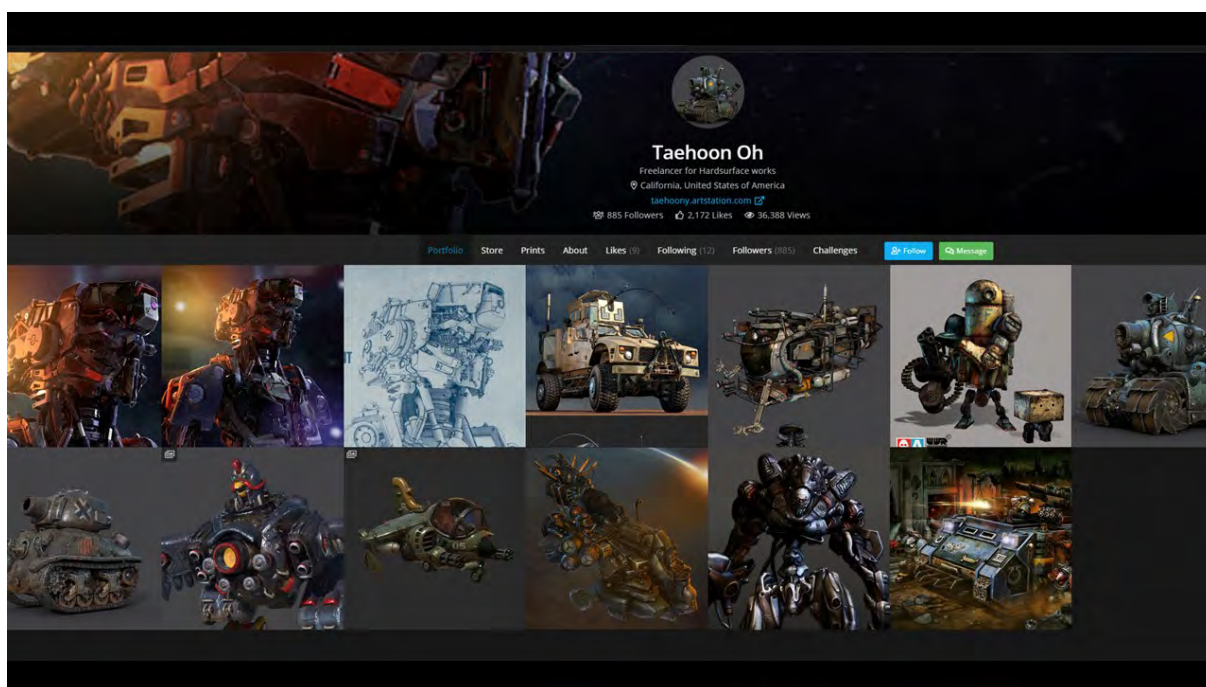 Taehoon Oh
Freelancer for Hardsurface works
California, United States of America
taehoony.artstation.com
885 Followers 2,172 Likes 36,388 Views
Portfolio Store Prints About Likes (9) Following (12) Followers (885) Challenges Follow Message